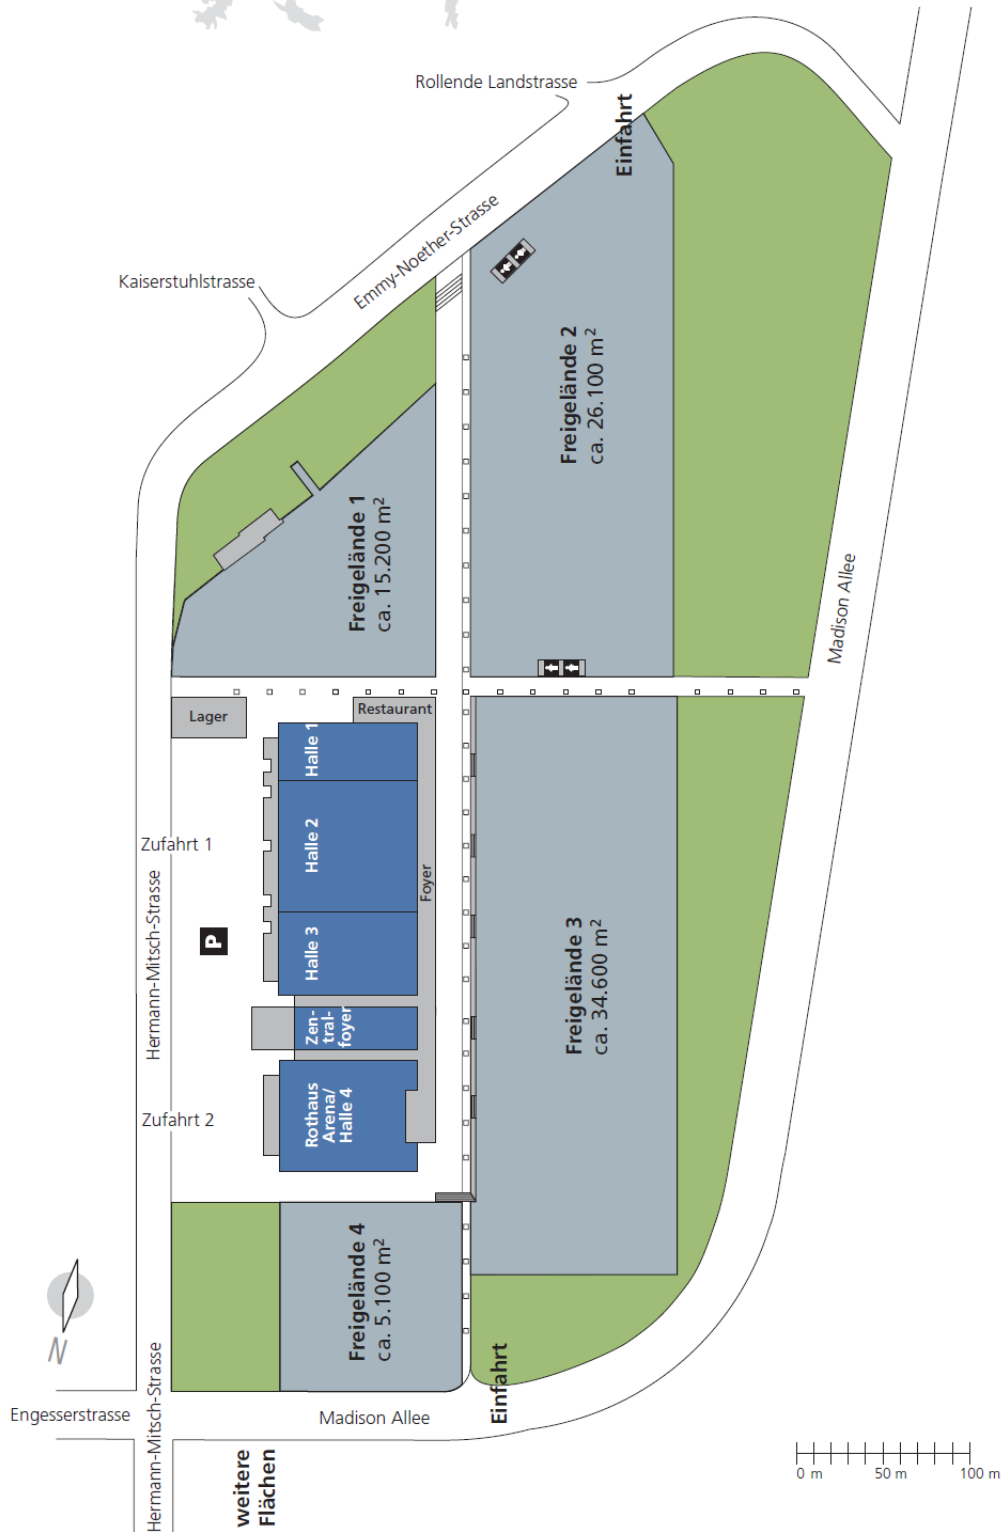 Rollende Landstrasse
Einfahrt
Emmy-Noether-Strasse
Kaiserstuhlstrasse
Freigelände 2
ca. 26.100 m²
Freigelände 1
ca. 15.200 m²
Madison Allee
Lager
Restaurant
Halle 1
Zufahrt 1
Halle 2
Foyer
Hermann-Mitsch-Strasse
P
Halle 3
Freigelände 3
ca. 34.600 m²
Zen-
tral-
foyer
Zufahrt 2
Rothaus
Arena/
Halle 4
Freigelände 4
ca. 5.100 m²
N
Einfahrt
Engesserstrasse
Hermann-Mitsch-Strasse
Madison Allee
weitere
Flächen
0 m 50 m 100 m